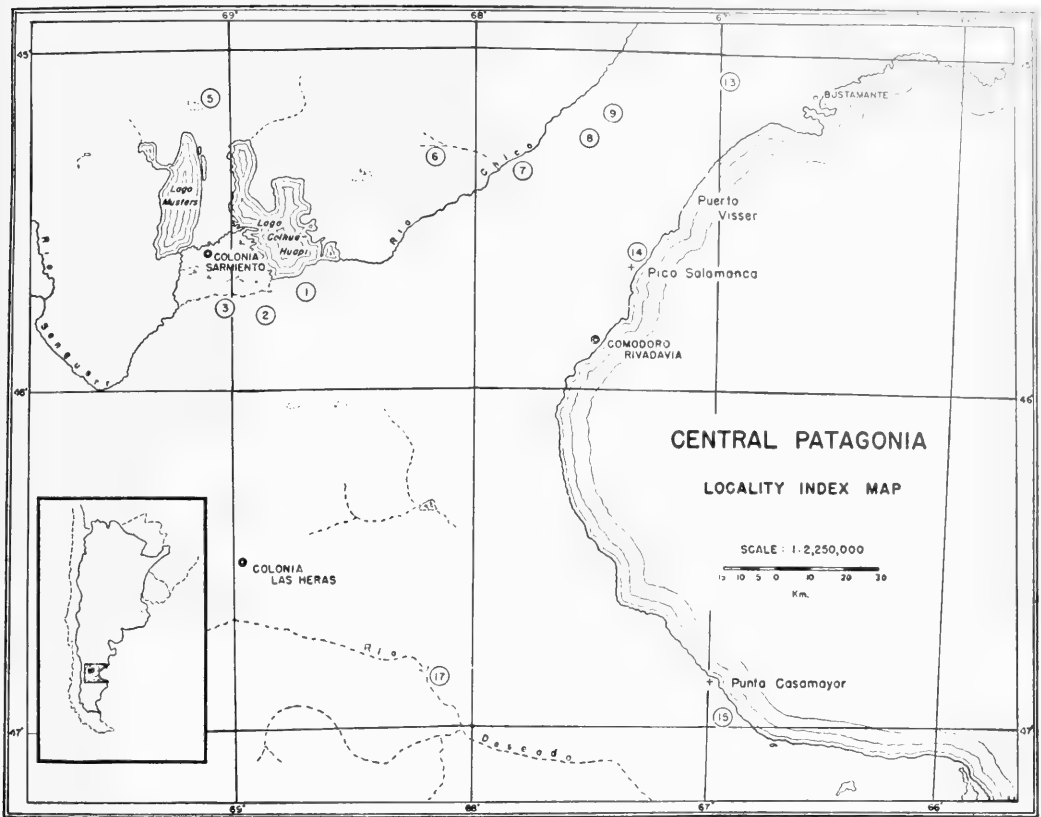 69°
68
45°
13
5
BUSTAMANTE
9
8
6
Chico
7
Lago
Musters
Puerto
Visser
Lago
Colhue-
Huapi
Rio
Rio
COLONIA
SARMIENTO
14
Pico Salamanca
1
3
2
COMODORO
RIVADAVIA
Senguerr
46°
46°
CENTRAL PATAGONIA
LOCALITY INDEX MAP
SCALE: 1:2,250,000
15 10 5 0 10 20 30
Km.
COLONIA
LAS HERAS
Rio
17
Punta Casamayor
15
47°
47°
Deseado
69°
68°
67°
66°